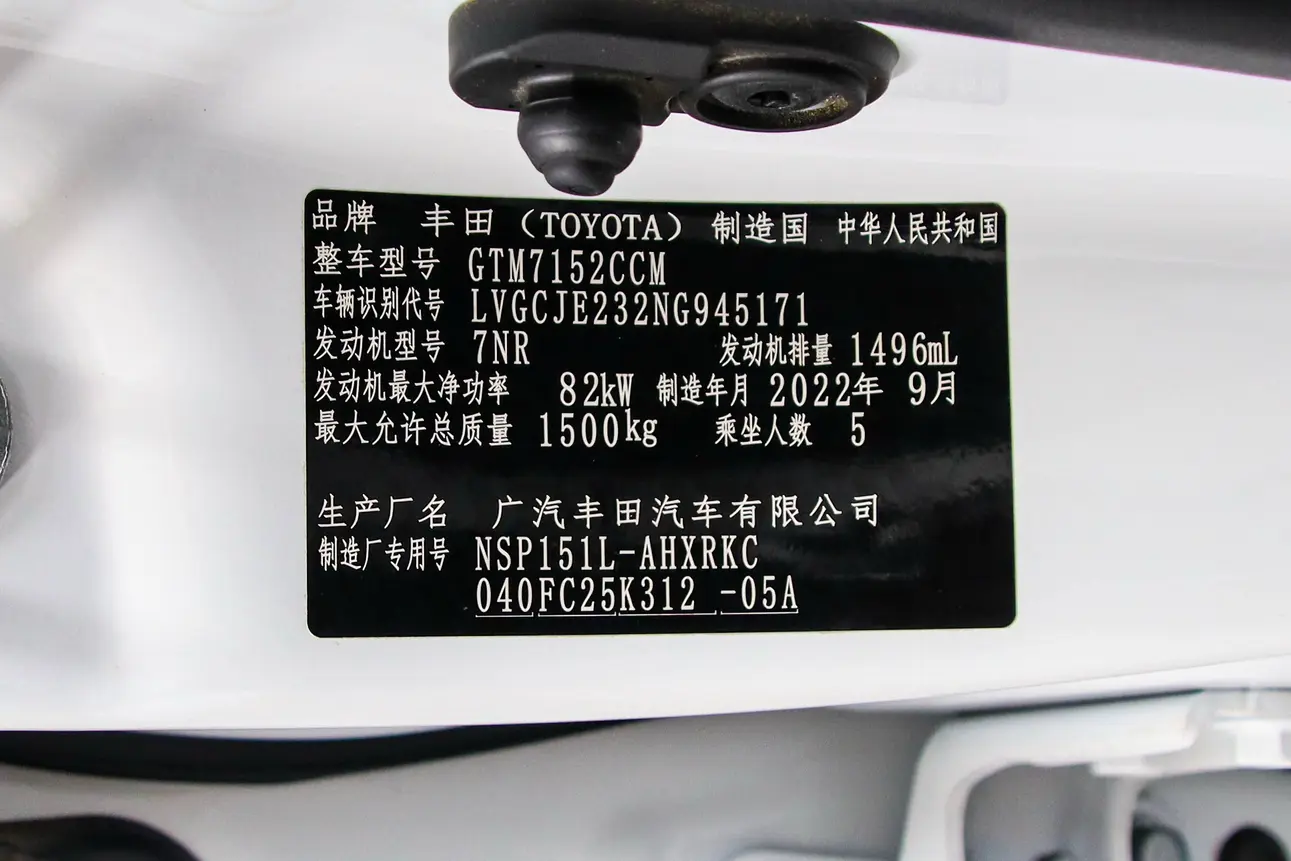 品牌 丰田（TOYOTA） 制造国 中华人民共和国
整车型号 GTM7152CCM
车辆识别代号 LVGCJE232NG945171
发动机型号 7NR 发动机排量 1496mL
发动机最大净功率 82kW 制造年月 2022年 9月
最大允许总质量 1500kg 乘坐人数 5
生产厂名 广汽丰田汽车有限公司
制造厂专用号 NSP151L-AHXRKC
040FC25K312 -05A